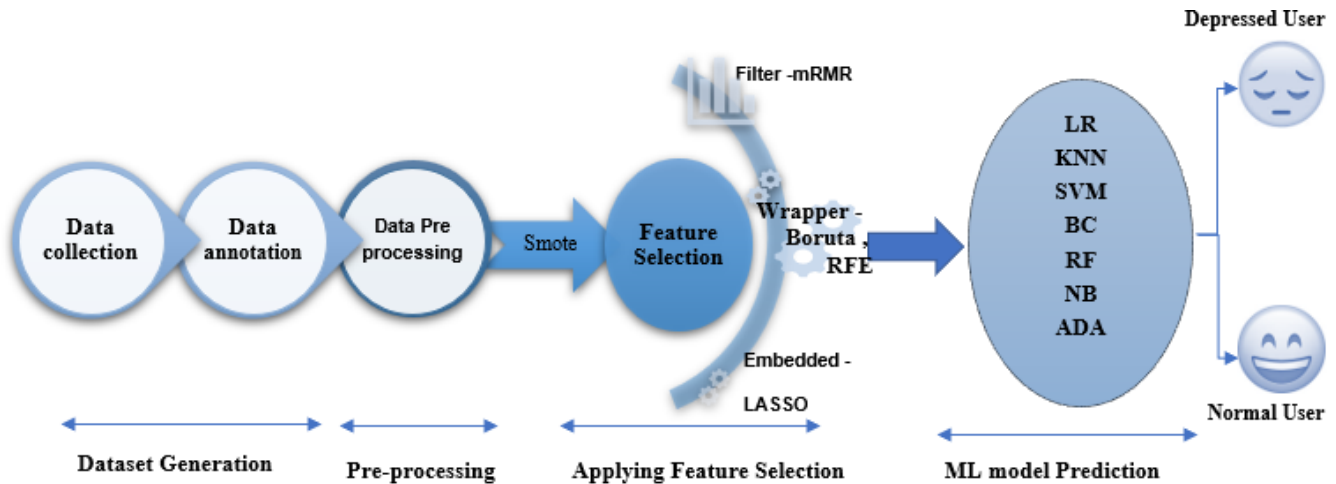 Data
collection
Data
annotation
Data Pre
processing
Smote
Feature
Selection
Filter -mRMR
Wrapper -
Boruta ,
RFE
Embedded -
LASSO
LR
KNN
SVM
BC
RF
NB
ADA
Depressed User
Normal User
Dataset Generation
Pre-processing
Applying Feature Selection
ML model Prediction